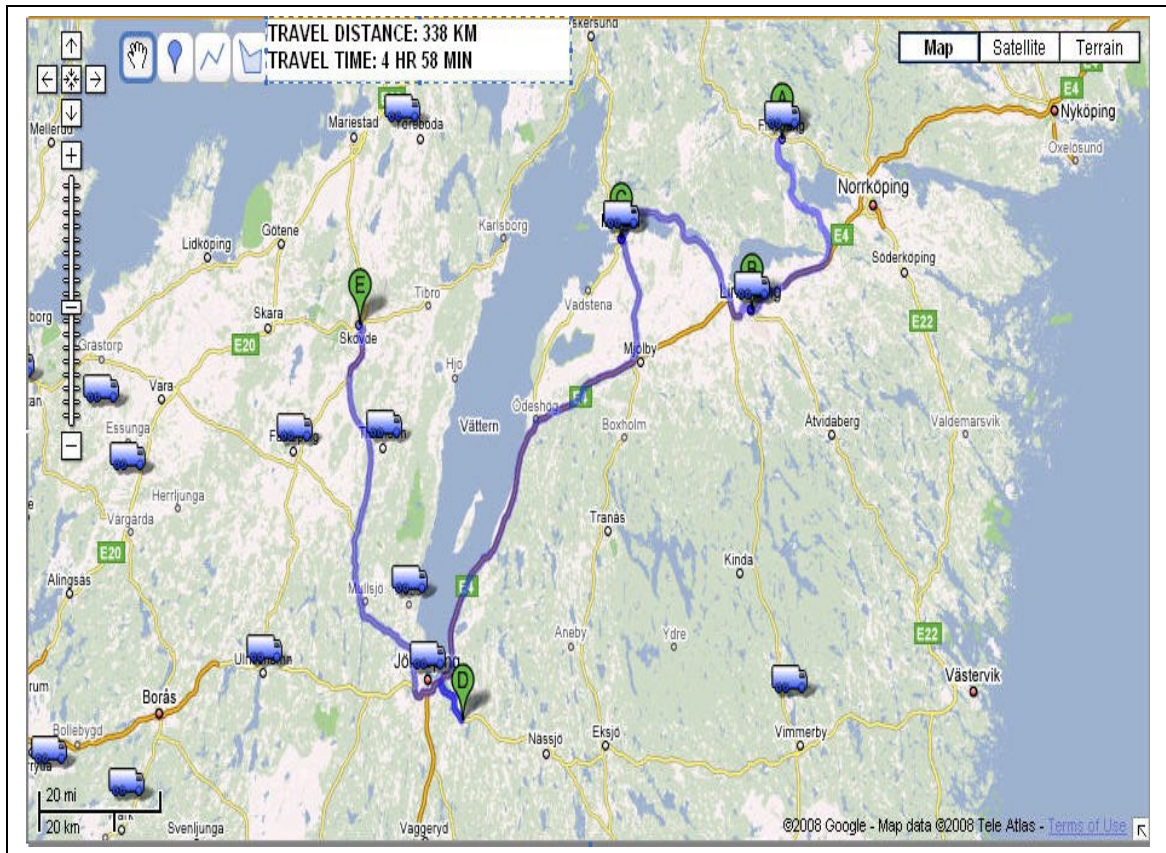 TRAVEL DISTANCE: 338 KM
TRAVEL TIME: 4 HR 58 MIN
Map
Satellite
Terrain
E4
E4
Nyköping
Oxelösund
Mariestad
A
Norrköping
C
Karlsborg
Lidköping
Götene
E4
Söderköping
B
E
Tibro
Vadstena
Skara
Skövde
E22
E20
Grästorp
Mjölby
Hjo
Vara
Ödeshög
Vättern
Boxholm
Åtvidaberg
Valdemarsvik
Essunga
Herrljunga
Vårgårda
Tranås
E20
Kinda
Alingsås
Mullsjö
E4
E22
Aneby
Ydre
D
Västervik
Borås
Bollebygd
Nässjö
Eksjö
Vimmerby
20 mi
20 km
Svenljunga
Vaggeryd
©2008 Google - Map data ©2008 Tele Atlas - Terms of Use